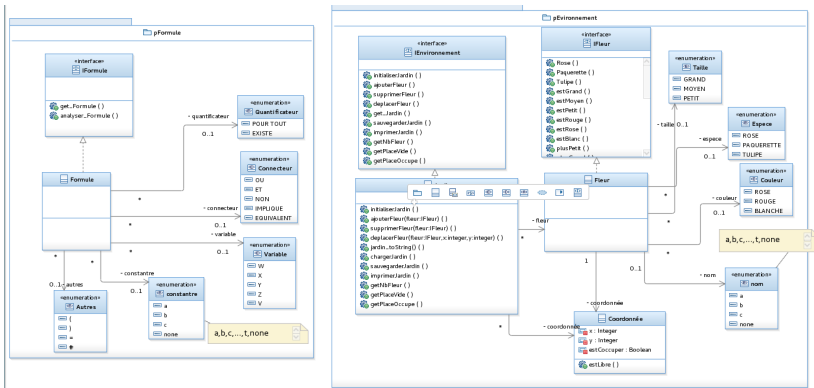 pFormule
«interface»
IFormule
get_Formule ( )
analyser_Formule ( )
- quantificateur
0..1
*
«enumeration»
Quantificateur
POUR TOUT
EXISTE
Formule
«enumeration»
Connecteur
OU
ET
NON
IMPLIQUE
EQUIVALENT
- connecteur
*
0..1
- variable
*
0..1
«enumeration»
Variable
W
X
Y
Z
V
*
*
- constantre
0..1
0..1
- autres
«enumeration»
Autres
(
)
=
«enumeration»
constantre
a
b
c
none
a,b,c,...,t,none
pEvironnement
«interface»
IEnvironnement
initialiserJardin ( )
ajouterFleur ( )
supprimerFleur ( )
deplacerFleur ( )
get_Jardin ( )
sauvegarderJardin ( )
imprimerJardin ( )
getNbFleur ( )
getPlaceVide ( )
getPlaceOccupe ( )
«interface»
IFleur
Rose ( )
Paquerette ( )
Tulipe ( )
estGrand ( )
estMoyen ( )
estPetit ( )
estRouge ( )
estRose ( )
estBlanc ( )
plusPetit ( )
«enumeration»
Taille
GRAND
MOYEN
PETIT
- taille
0..1
*
«enumeration»
Espece
ROSE
PAQUERETTE
TULIPE
- espece
0..1
*
«enumeration»
Couleur
ROSE
ROUGE
BLANCHE
- couleur
0..1
*
initialiserJardin ( )
ajouterFleur(fleur:IFleur)
supprimerFleur(fleur:IFleur)
deplacerFleur(fleur:IFleur,x:integer,y:integer)
jardin_toString() ( )
chargerJardin ( )
sauvegarderJardin ( )
imprimerJardin ( )
getNbFleur ( )
getPlaceVide ( )
getPlaceOccupe ( )
- fleur
*
Fleur
a,b,c,...,t,none
1
0..1
- nom
*
«enumeration»
nom
a
b
c
none
- coordonnée
- coordonnée
*
Coordonnée
x : Integer
y : Integer
estCoccuper : Boolean
estLibre ( )